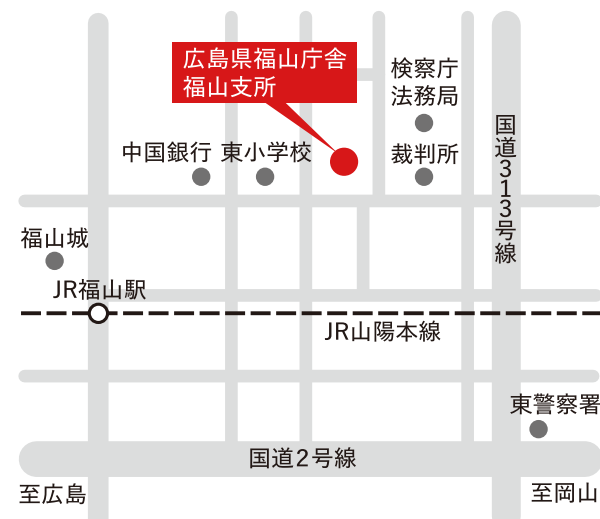 広島県福山庁舎
福山支所
検察庁
法務局
中国銀行
東小学校
裁判所
国道313号線
福山城
JR福山駅
JR山陽本線
東警察署
国道2号線
至広島
至岡山